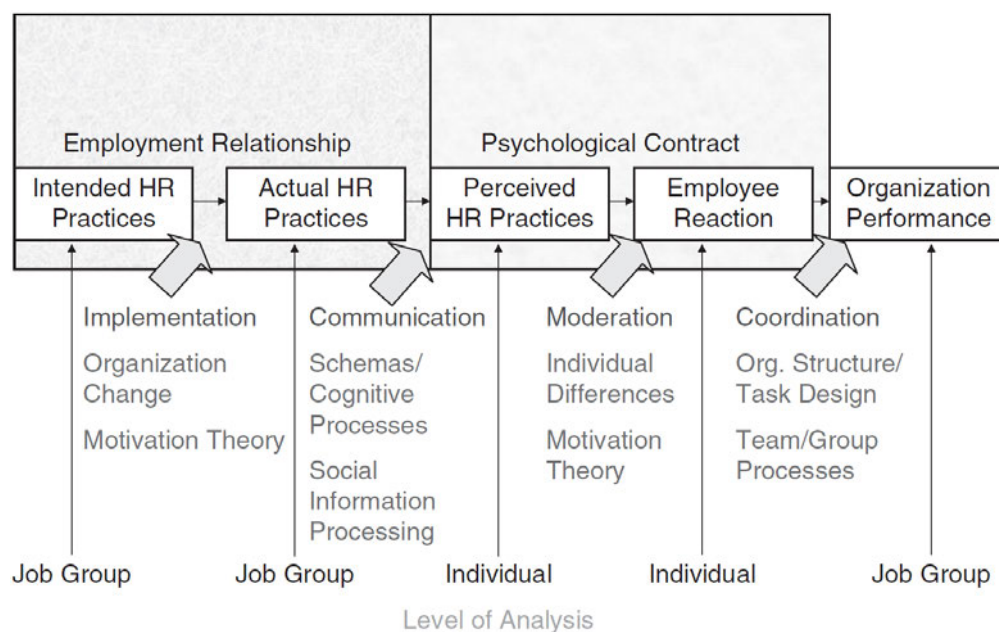 Employment Relationship
Psychological Contract
Intended HR
Practices
Actual HR
Practices
Perceived
HR Practices
Employee
Reaction
Organization
Performance
Implementation
Organization
Change
Motivation Theory
Communication
Schemas/
Cognitive
Processes
Social
Information
Processing
Moderation
Individual
Differences
Motivation
Theory
Coordination
Org. Structure/
Task Design
Team/Group
Processes
Job Group
Job Group
Individual
Individual
Job Group
Level of Analysis